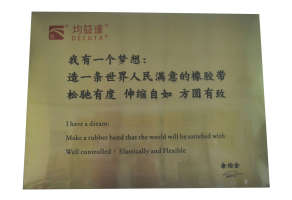 均益達
DECUYA
我有一个梦想:
造一条世界人民满意的橡胶带
松驰有度 伸缩自如 方圆有致
I have a dream:
Make a rubber band that the world will be satisfied with
Well controlled Elastically and Flexible